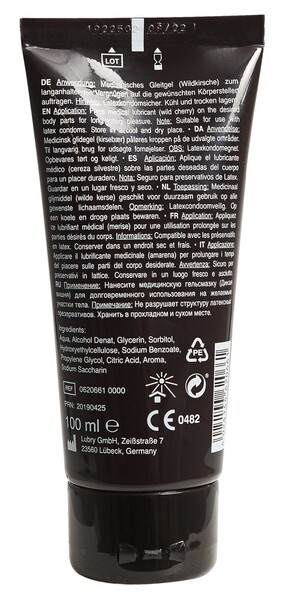 1922502 05/22
LOT
DE Anwendung: Medizinisches Gleitgel (Wildkirsche) zum
langanhaltenden Vergnügen auf die gewünschten Körperstellen
auftragen. Hinweis: Latexkondomsicher. Kühl und trocken lagern.
EN Application: Place medical lubricant (wild cherry) on the desired
body parts for long lasting pleasure. Note: Suitable for use with
latex condoms. Store in a cool and dry place. • DA Anvendelse:
Medicinsk glidegel (kirsebær) påføres kroppen på de udvalgte områder.
Til langvarig brug af udsøgte fornøjelser. OBS: Latexkondomegnet.
Opbevares tørt og køligt. • ES Aplicación: Aplique el lubricante
médico (cereza silvestre) sobre las partes deseadas del cuerpo
para un placer duradero. Nota: Seguro para preservativos de Latex.
Guardar en un lugar fresco y seco. • NL Toepassing: Medicinaal
glijmiddel (wilde kerse) geschikt voor duurzaam gebruik op de
gewenste lichaamsdelen. Opmerking: Latexcondoomveilig. Op
een koele en droge plaats bewaren. • FR Application: Appliquez
le lubrifiant médical (merise) pour une utilisation prolongée sur les
parties désirées du corps. Informations: Compatible avec les préservatifs
en latex. Conserver dans un endroit sec et frais. • IT Applicazioni:
Applicare il lubrificante medicinale (amarena) per prolungare i tempi
del piacere sulle parti del corpo desiderate. Avvertenza: Sicuro per
preservativi in lattice. Conservare in un luogo fresco e asciutto.
RU Применение: Нанесите медицинскую гельсмазку (Дикая
вишня) для долговременного использования на желаемые
участки тела. Примечание: Не разрушает структуру латексных
презервативов. Хранить в прохладном и сухом месте.
Ingredients:
Aqua, Alcohol Denat, Glycerin, Sorbitol,
Hydroxyethylcellulose, Sodium Benzoate,
Propylene Glycol, Citric Acid, Aroma,
Sodium Saccharin
PE
REF 0620661 0000
PRN: 20190425
100 ml e
CE 0482
Lubry GmbH, Zeißstraße 7
23560 Lübeck, Germany